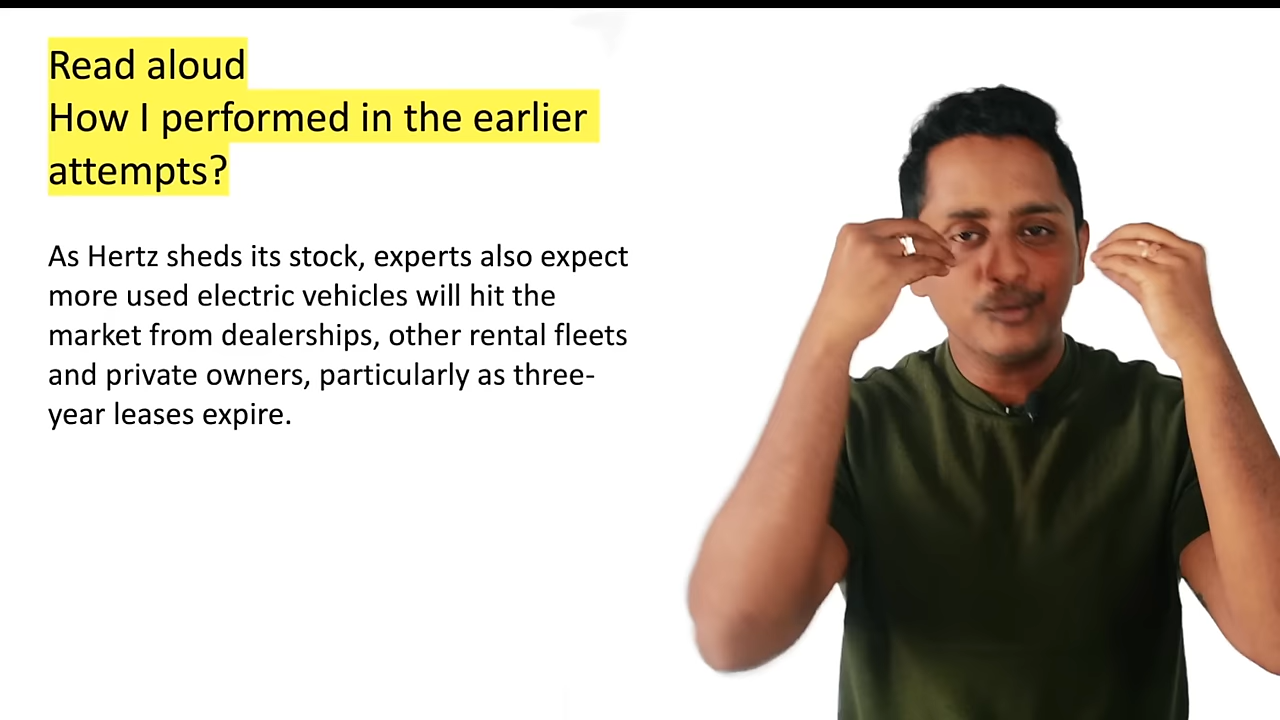 Read aloud
How I performed in the earlier
attempts?
As Hertz sheds its stock, experts also expect
more used electric vehicles will hit the
market from dealerships, other rental fleets
and private owners, particularly as three-
year leases expire.